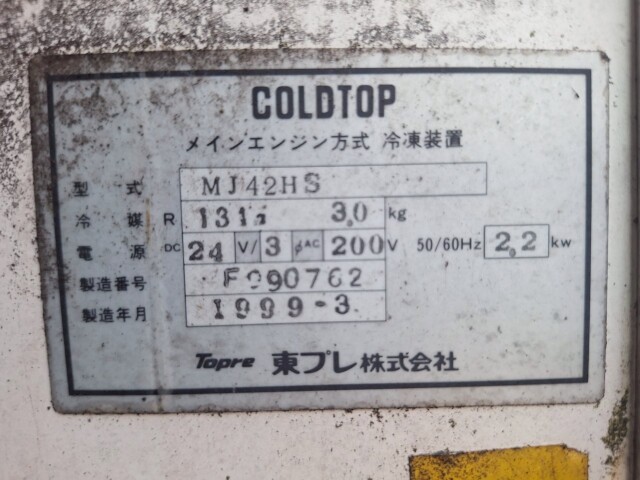 COLDTOP
メインエンジン方式 冷凍装置
型式 MJ42HS
冷媒 R 3.0 kg
電源 DC 24 V/3 φAC 200V 50/60Hz 2.2 kw
製造番号 F990762
製造年月 1999-3
Topre 東プレ株式会社